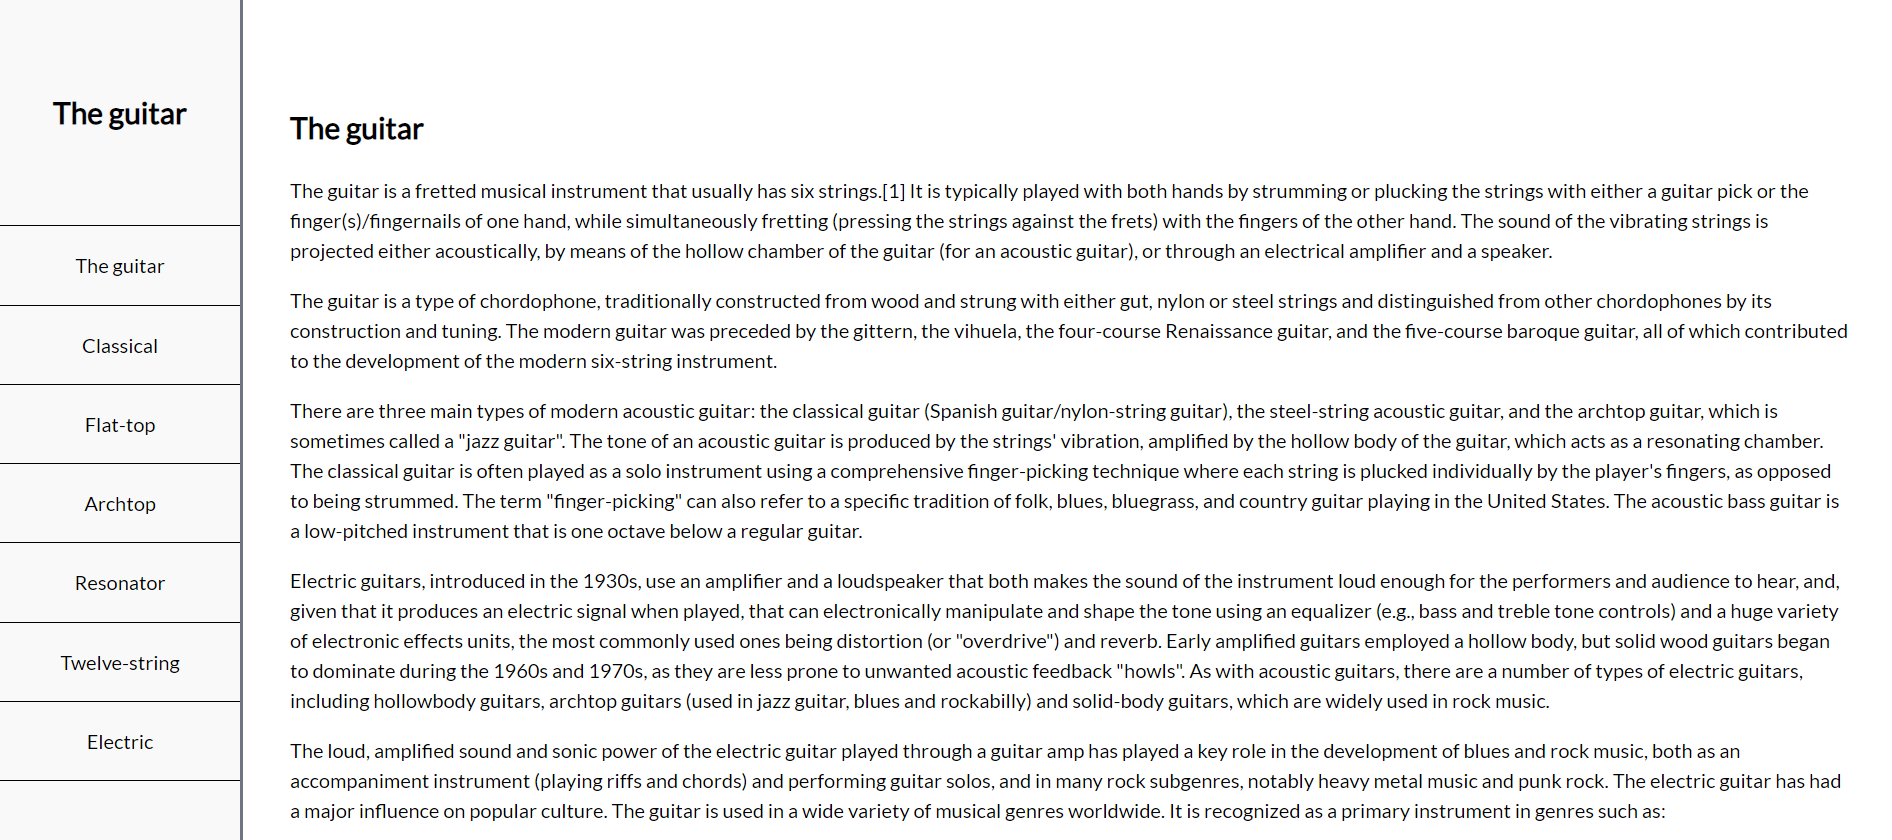 The guitar
The guitar
Classical
Flat-top
Archtop
Resonator
Twelve-string
Electric
The guitar
The guitar is a fretted musical instrument that usually has six strings.[1] It is typically played with both hands by strumming or plucking the strings with either a guitar pick or the
finger(s)/fingernails of one hand, while simultaneously fretting (pressing the strings against the frets) with the fingers of the other hand. The sound of the vibrating strings is
projected either acoustically, by means of the hollow chamber of the guitar (for an acoustic guitar), or through an electrical amplifier and a speaker.
The guitar is a type of chordophone, traditionally constructed from wood and strung with either gut, nylon or steel strings and distinguished from other chordophones by its
construction and tuning. The modern guitar was preceded by the gittern, the vihuela, the four-course Renaissance guitar, and the five-course baroque guitar, all of which contributed
to the development of the modern six-string instrument.
There are three main types of modern acoustic guitar: the classical guitar (Spanish guitar/nylon-string guitar), the steel-string acoustic guitar, and the archtop guitar, which is
sometimes called a "jazz guitar". The tone of an acoustic guitar is produced by the strings' vibration, amplified by the hollow body of the guitar, which acts as a resonating chamber.
The classical guitar is often played as a solo instrument using a comprehensive finger-picking technique where each string is plucked individually by the player's fingers, as opposed
to being strummed. The term "finger-picking" can also refer to a specific tradition of folk, blues, bluegrass, and country guitar playing in the United States. The acoustic bass guitar is
a low-pitched instrument that is one octave below a regular guitar.
Electric guitars, introduced in the 1930s, use an amplifier and a loudspeaker that both makes the sound of the instrument loud enough for the performers and audience to hear, and,
given that it produces an electric signal when played, that can electronically manipulate and shape the tone using an equalizer (e.g., bass and treble tone controls) and a huge variety
of electronic effects units, the most commonly used ones being distortion (or "overdrive") and reverb. Early amplified guitars employed a hollow body, but solid wood guitars began
to dominate during the 1960s and 1970s, as they are less prone to unwanted acoustic feedback "howls". As with acoustic guitars, there are a number of types of electric guitars,
including hollowbody guitars, archtop guitars (used in jazz guitar, blues and rockabilly) and solid-body guitars, which are widely used in rock music.
The loud, amplified sound and sonic power of the electric guitar played through a guitar amp has played a key role in the development of blues and rock music, both as an
accompaniment instrument (playing riffs and chords) and performing guitar solos, and in many rock subgenres, notably heavy metal music and punk rock. The electric guitar has had
a major influence on popular culture. The guitar is used in a wide variety of musical genres worldwide. It is recognized as a primary instrument in genres such as: